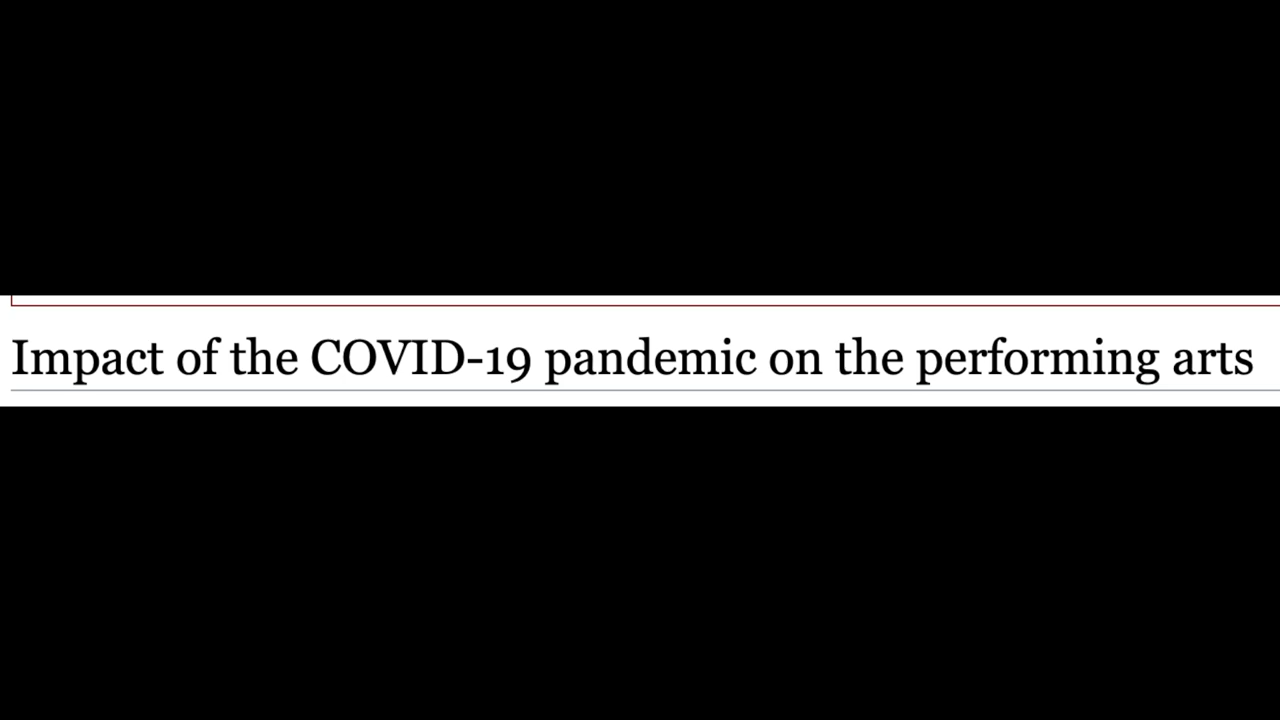 Impact of the COVID-19 pandemic on the performing arts